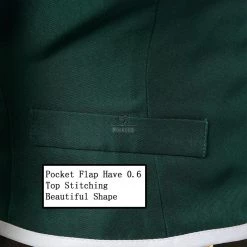 Pocket Flap Have 0.6
Top Stitching
Beautiful Shape